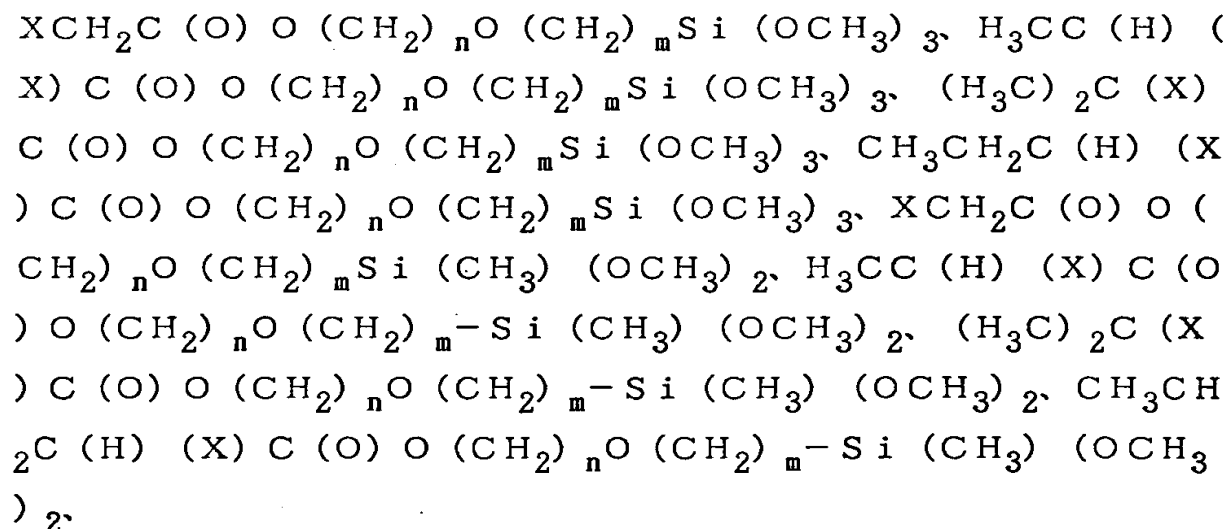 XCH₂C (O) O (CH₂) ₙO (CH₂) ₘSi (OCH₃) ₃、 H₃CC (H) (
X) C (O) O (CH₂) ₙO (CH₂) ₘSi (OCH₃) ₃、 (H₃C) ₂C (X)
C (O) O (CH₂) ₙO (CH₂) ₘSi (OCH₃) ₃、 CH₃CH₂C (H) (X
) C (O) O (CH₂) ₙO (CH₂) ₘSi (OCH₃) ₃、 XCH₂C (O) O (
CH₂) ₙO (CH₂) ₘSi (CH₃) (OCH₃) ₂、 H₃CC (H) (X) C (O
) O (CH₂) ₙO (CH₂) ₘ−Si (CH₃) (OCH₃) ₂、 (H₃C) ₂C (X
) C (O) O (CH₂) ₙO (CH₂) ₘ−Si (CH₃) (OCH₃) ₂、 CH₃CH
₂C (H) (X) C (O) O (CH₂) ₙO (CH₂) ₘ−Si (CH₃) (OCH₃
) ₂、